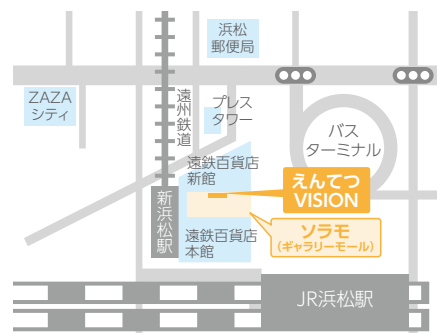 浜松
郵便局
ZAZA
シティ
遠州鉄道
プレス
タワー
バス
ターミナル
遠鉄百貨店
新館
えんてつ
VISION
新浜松駅
ソラモ
(ギャラリーモール)
遠鉄百貨店
本館
JR浜松駅